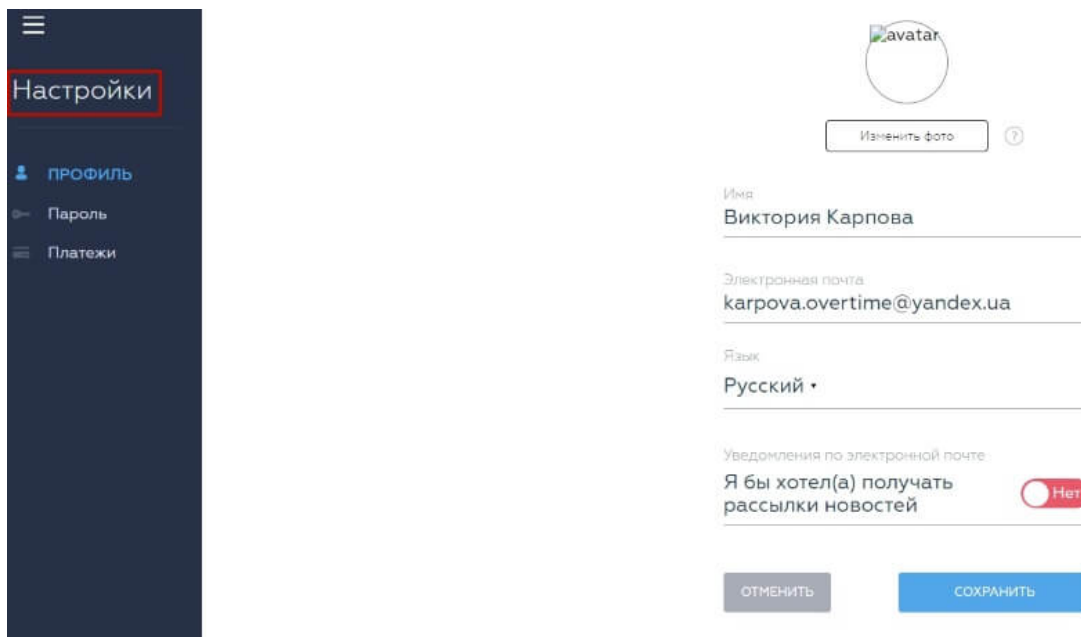 Настройки
ПРОФИЛЬ
Пароль
Платежи
avatar
Изменить фото ?
Имя
Виктория Карпова
Электронная почта
karpova.overtime@yandex.ua
Язык
Русский
Уведомления по электронной почте
Я бы хотел(а) получать
рассылки новостей
Нет
ОТМЕНИТЬ
СОХРАНИТЬ